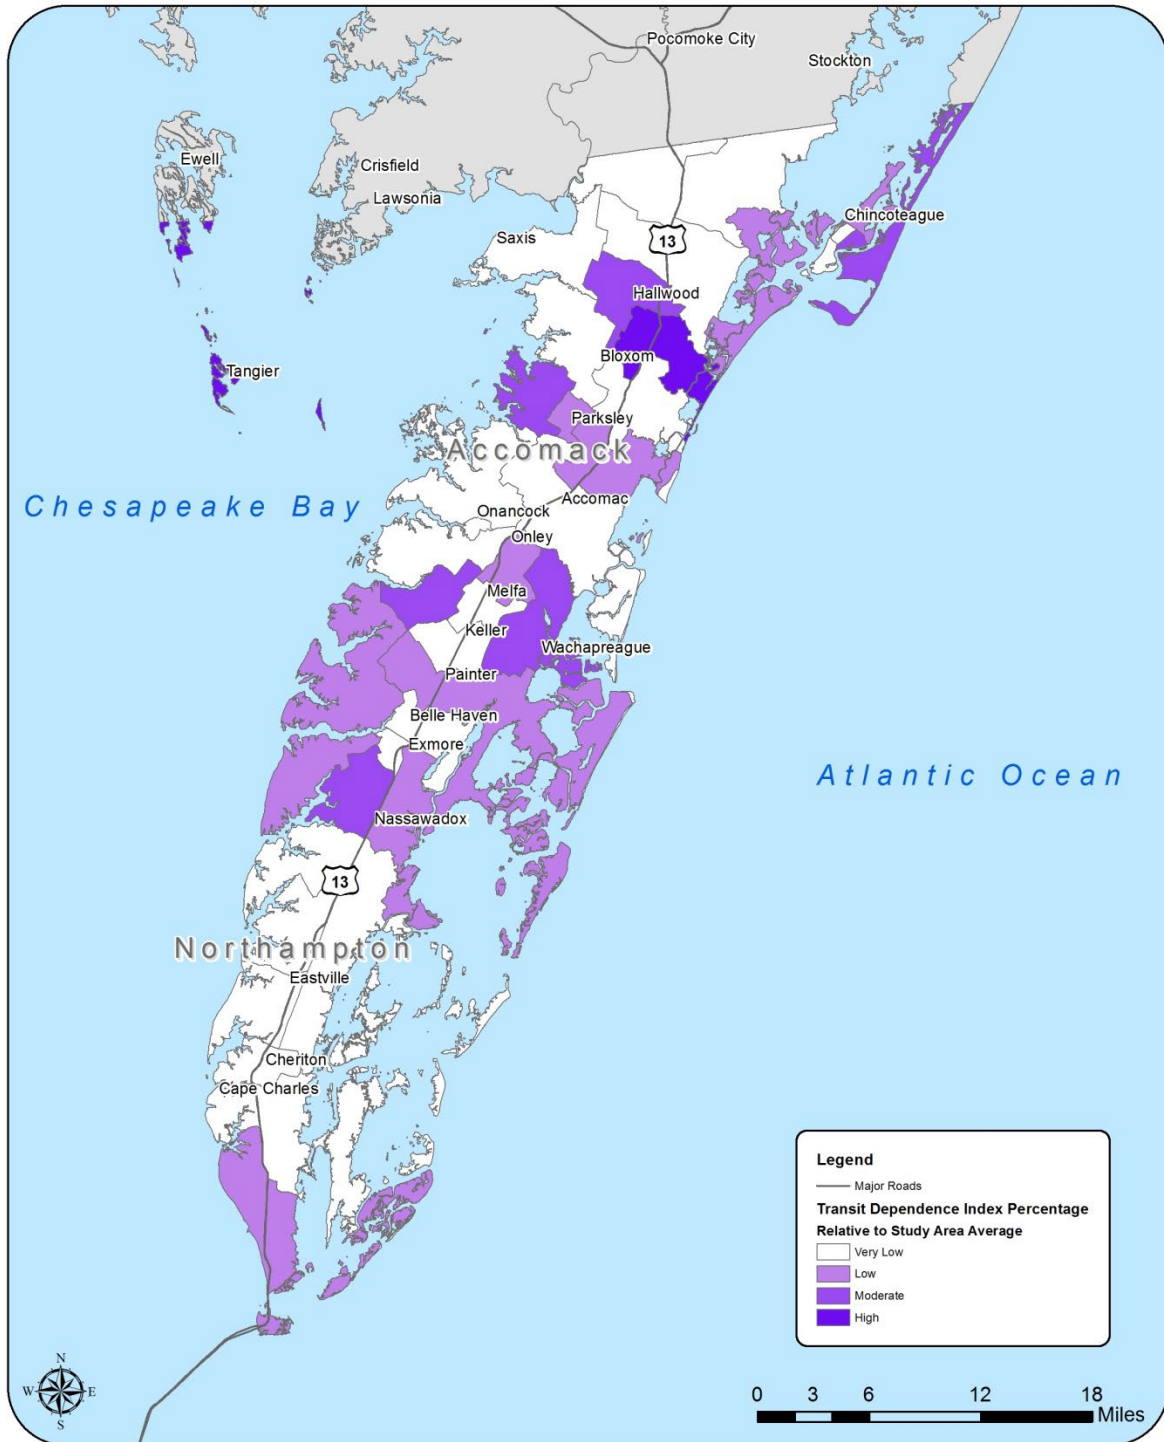 Pocomoke City
Stockton
Ewell
Crisfield
Lawsonia
Chincoteague
Saxis
13
Hallwood
Bloxom
Tangier
Parksley
Accomack
Chesapeake Bay
Accomac
Onancock
Onley
Melfa
Keller
Wachapreague
Painter
Belle Haven
Exmore
Atlantic Ocean
Nassawadox
13
Northampton
Eastville
Cheriton
Cape Charles
Legend
Major Roads
Transit Dependence Index Percentage
Relative to Study Area Average
Very Low
Low
Moderate
High
N
W E
S
0 3 6 12 18
Miles